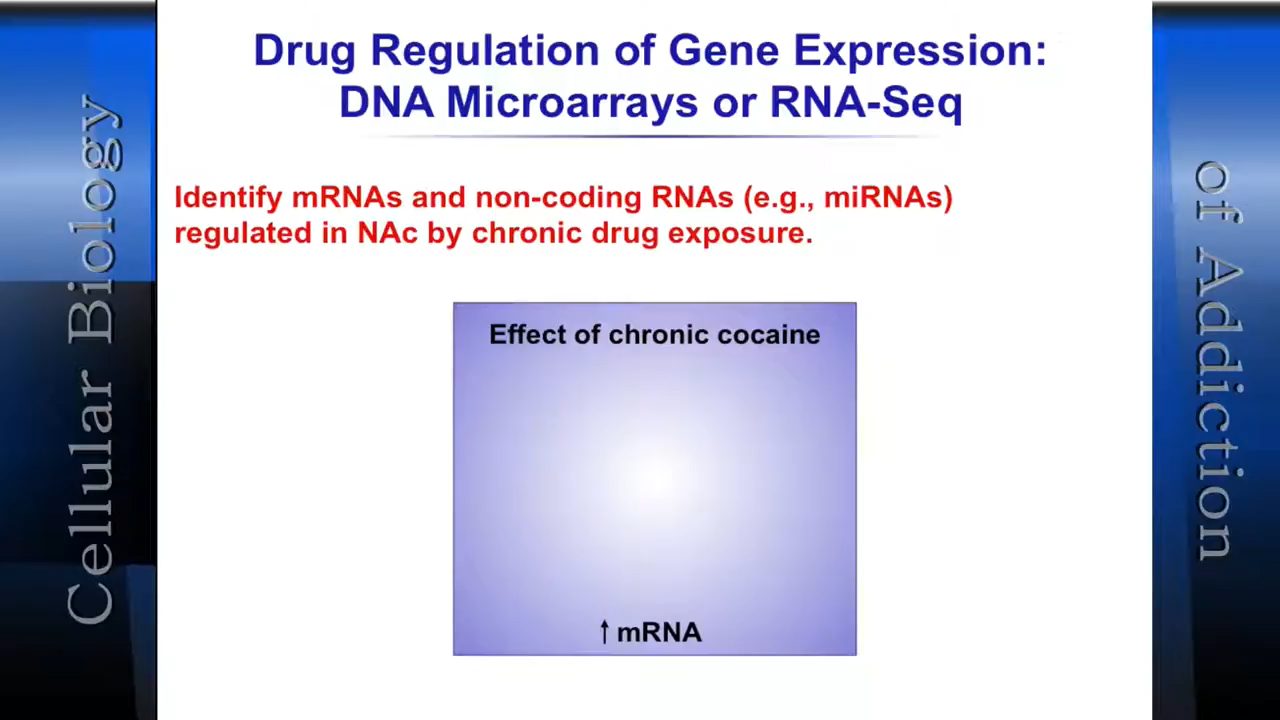 Drug Regulation of Gene Expression:
DNA Microarrays or RNA-Seq
Identify mRNAs and non-coding RNAs (e.g., miRNAs)
regulated in NAc by chronic drug exposure.
Effect of chronic cocaine
↑ mRNA
Cellular Biology
of Addiction